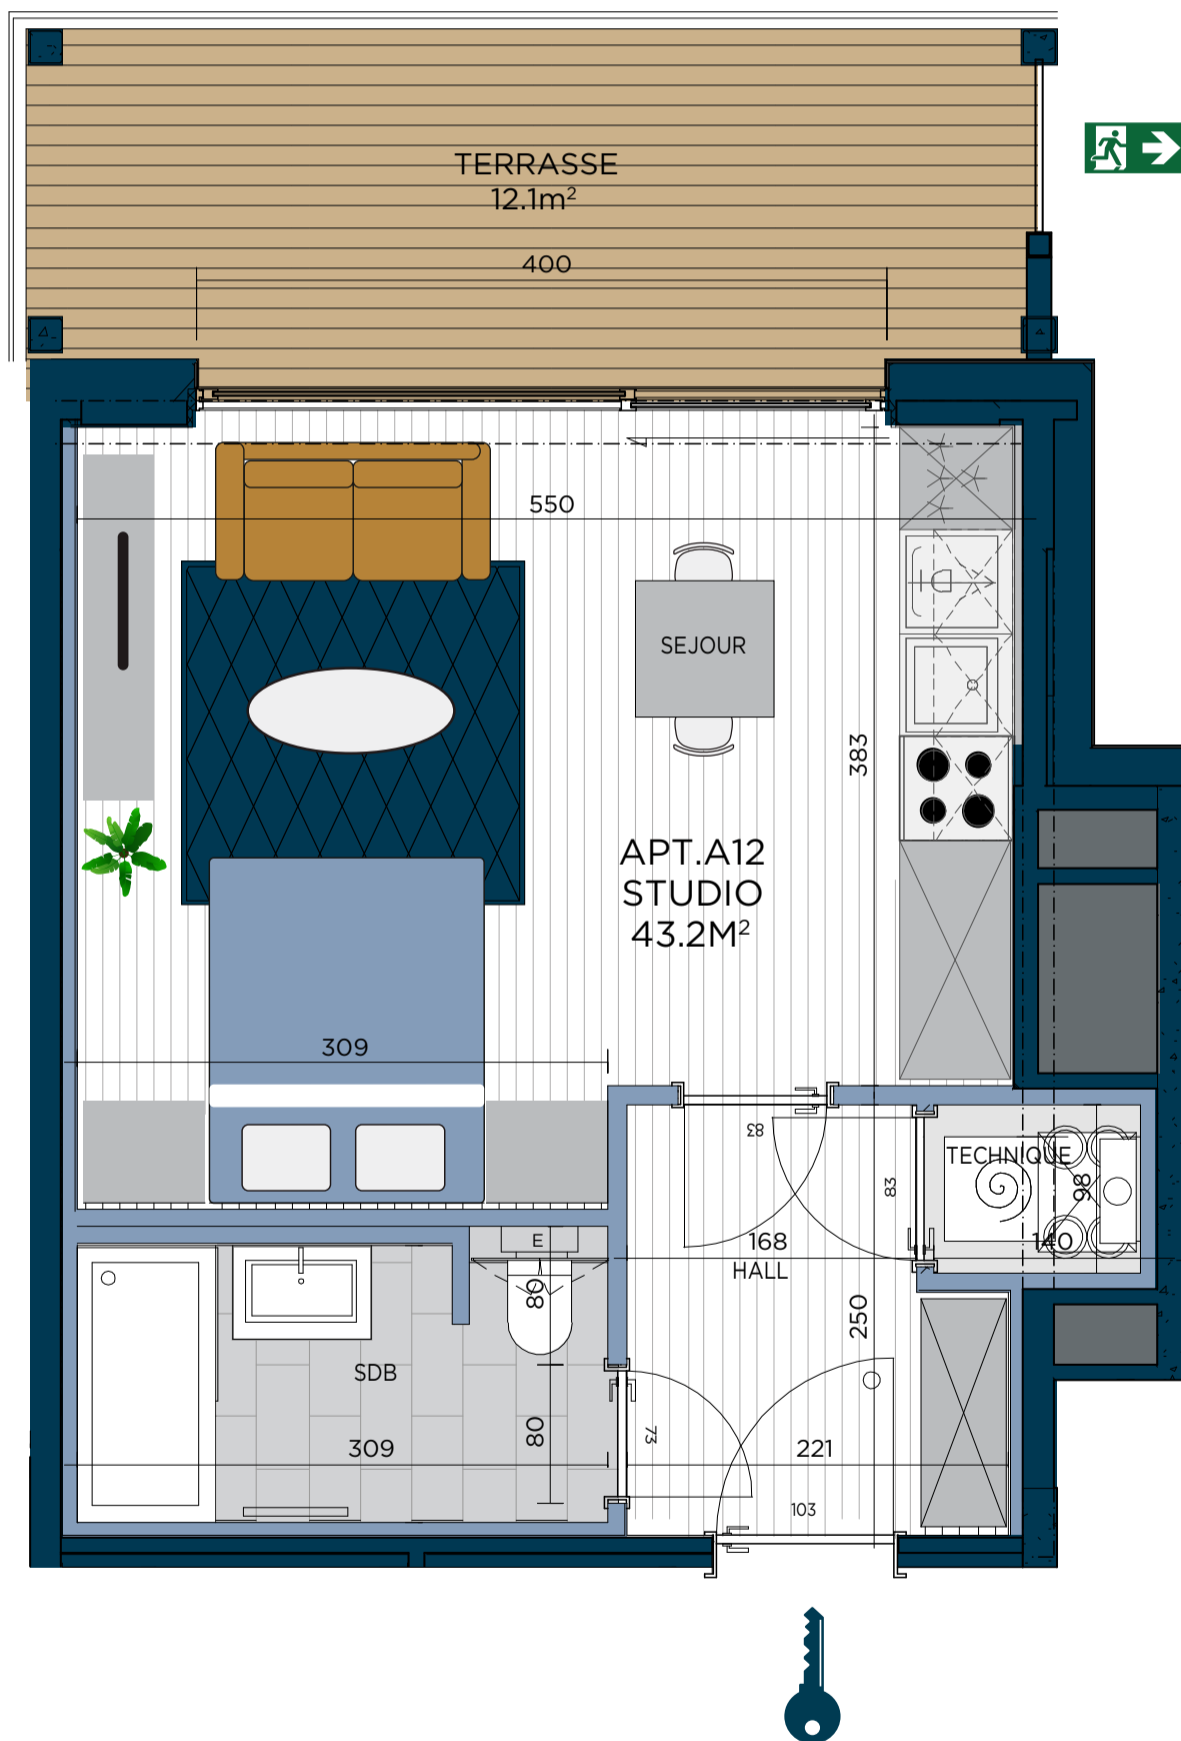 TERRASSE
12.1m²
400
550
SEJOUR
383
APT.A12
STUDIO
43.2M²
309
83
83
TECHNIQUE
98
E
168
140
HALL
80
250
SDB
309
80
73
221
103